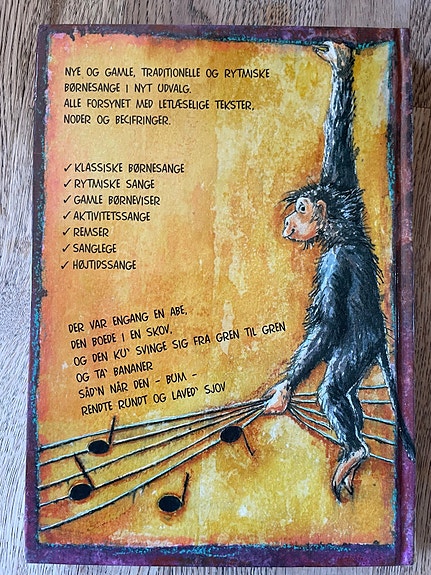 NYE OG GAMLE, TRADITIONELLE OG RYTMISKE
BØRNESANGE I NYT UDVALG.
ALLE FORSYNET MED LETLÆSELIGE TEKSTER,
NODER OG BECIFRINGER.
✓ KLASSISKE BØRNESANGE
✓ RYTMISKE SANGE
✓ GAMLE BØRNEVISER
✓ AKTIVITETSSANGE
✓ REMSER
✓ SANGLEGE
✓ HØJTIDSSANGE
DER VAR ENGANG EN ABE,
DEN BOEDE I EN SKOV,
OG DEN KU' SVINGE SIG FRA GREN TIL GREN
OG TA' BANANER
SÅD'N NÅR DEN - BUM -
RENDTE RUNDT OG LAVED' SJOV